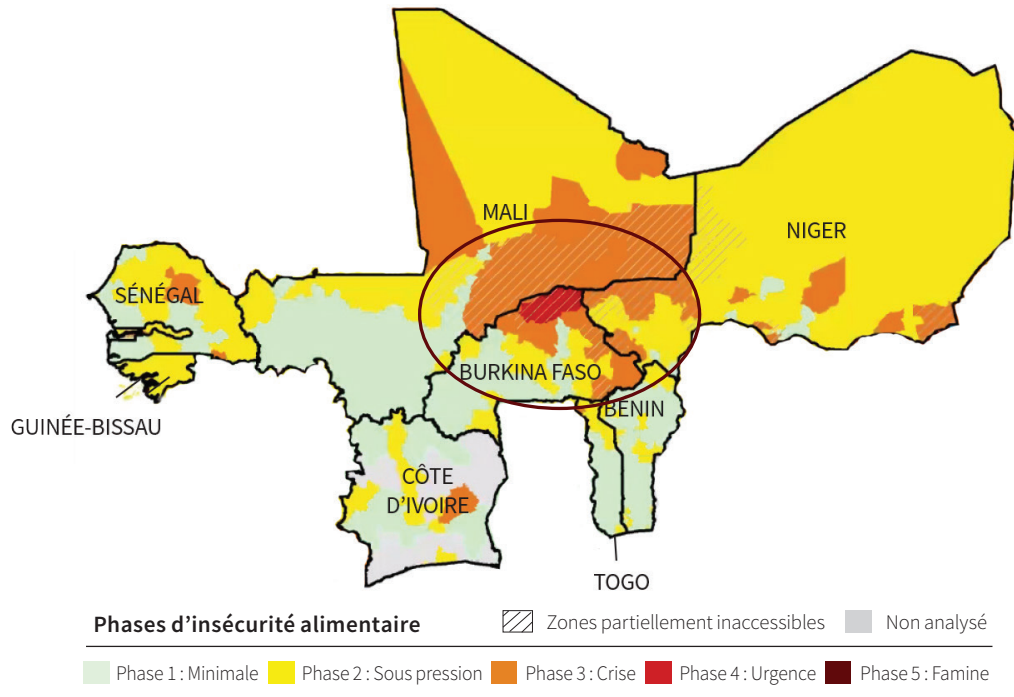 MALI
NIGER
SÉNÉGAL
BURKINA FASO
BENIN
GUINÉE-BISSAU
CÔTE
D'IVOIRE
TOGO
Phases d'insécurité alimentaire
Zones partiellement inaccessibles
Non analysé
Phase 1 : Minimale
Phase 2 : Sous pression
Phase 3 : Crise
Phase 4 : Urgence
Phase 5 : Famine